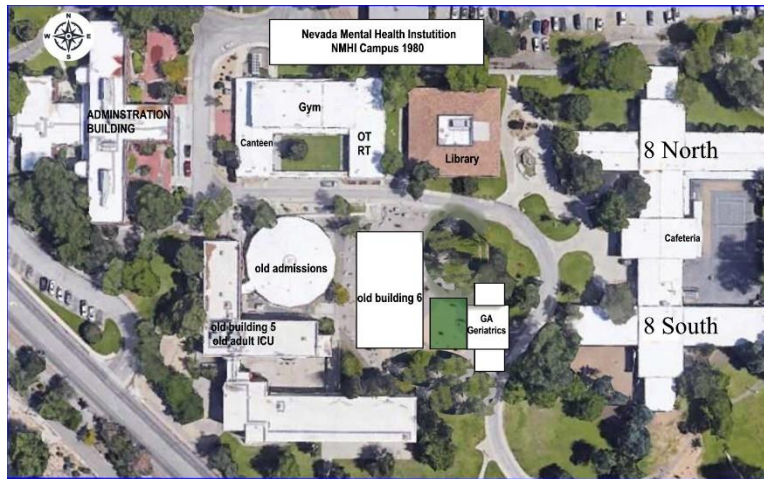 N
W E
S
Nevada Mental Health Instutition
NMHI Campus 1980
ADMINSTRATION
BUILDING
Gym
Canteen
OT
RT
Library
8 North
Cafeteria
old admissions
old building 6
GA
Geriatrics
old building 5
old adult ICU
8 South